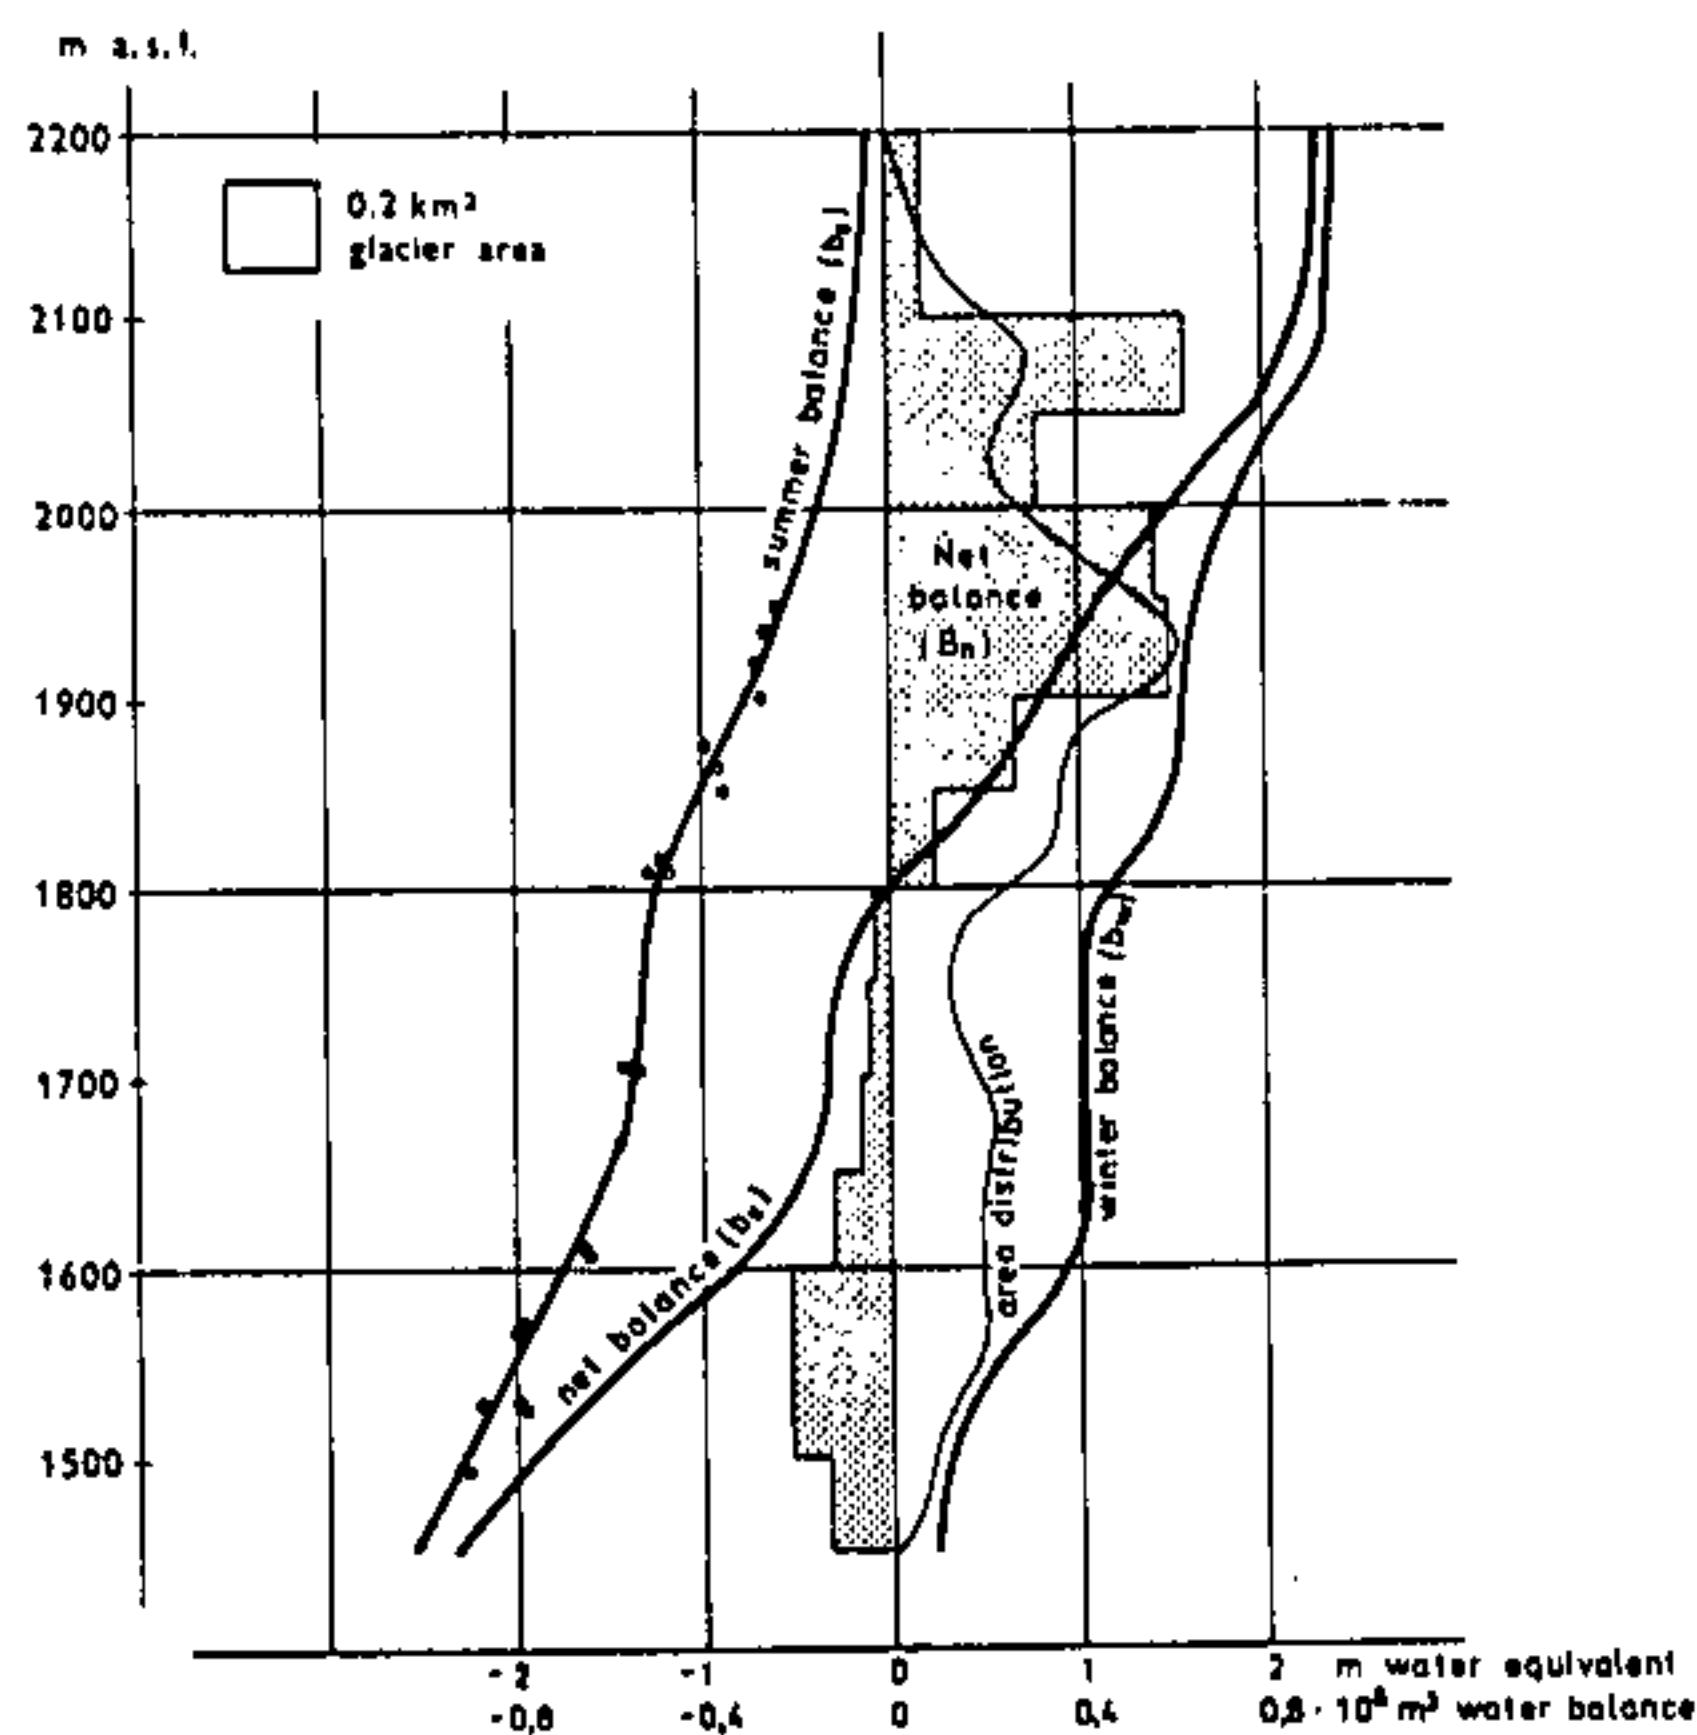 m a.s.l.
2200
0.2 km²
glacier area
2100
summer balance (bs)
2000
Net
balance
(Bn)
1900
1800
winter balance (bw)
area distribution
1700
net balance (bs)
1600
1500
-2 -1 0 1 2 m water equivalent
-0,8 -0,4 0 0,4 0,8 · 10⁶ m³ water balance